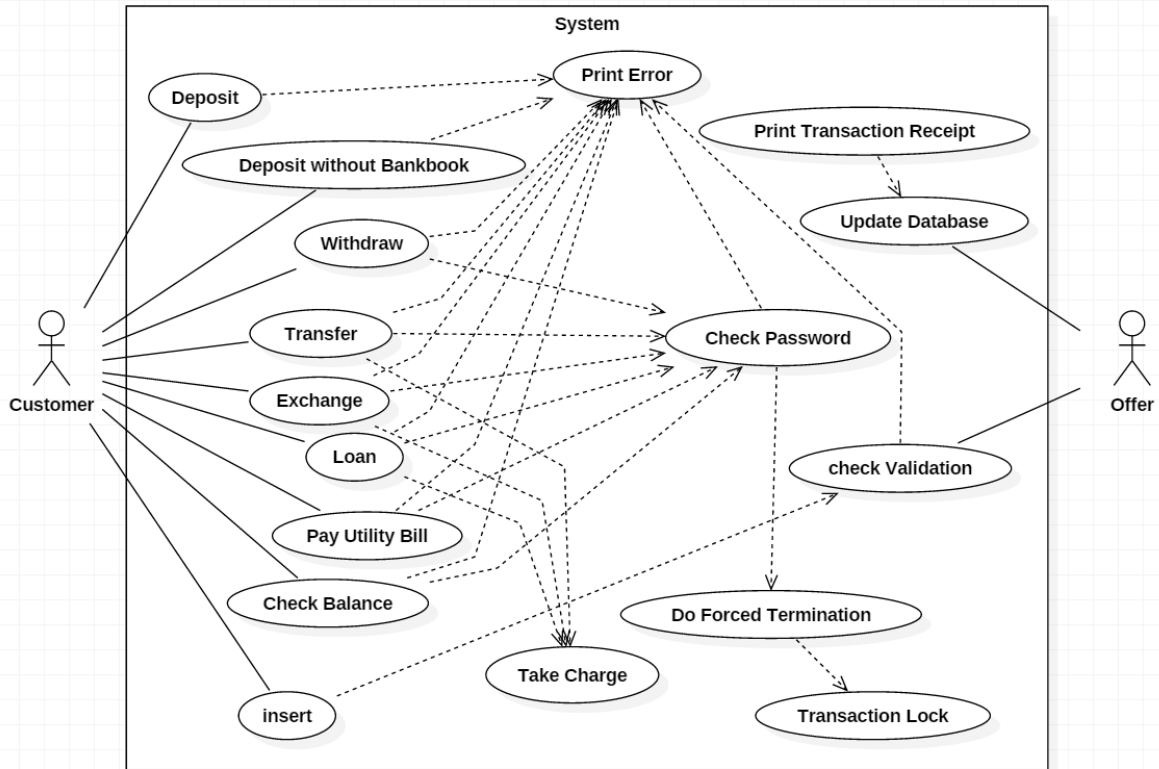 System
Print Error
Deposit
Print Transaction Receipt
Deposit without Bankbook
Update Database
Withdraw
Transfer
Check Password
Exchange
Customer
Offer
Loan
check Validation
Pay Utility Bill
Check Balance
Do Forced Termination
Take Charge
insert
Transaction Lock